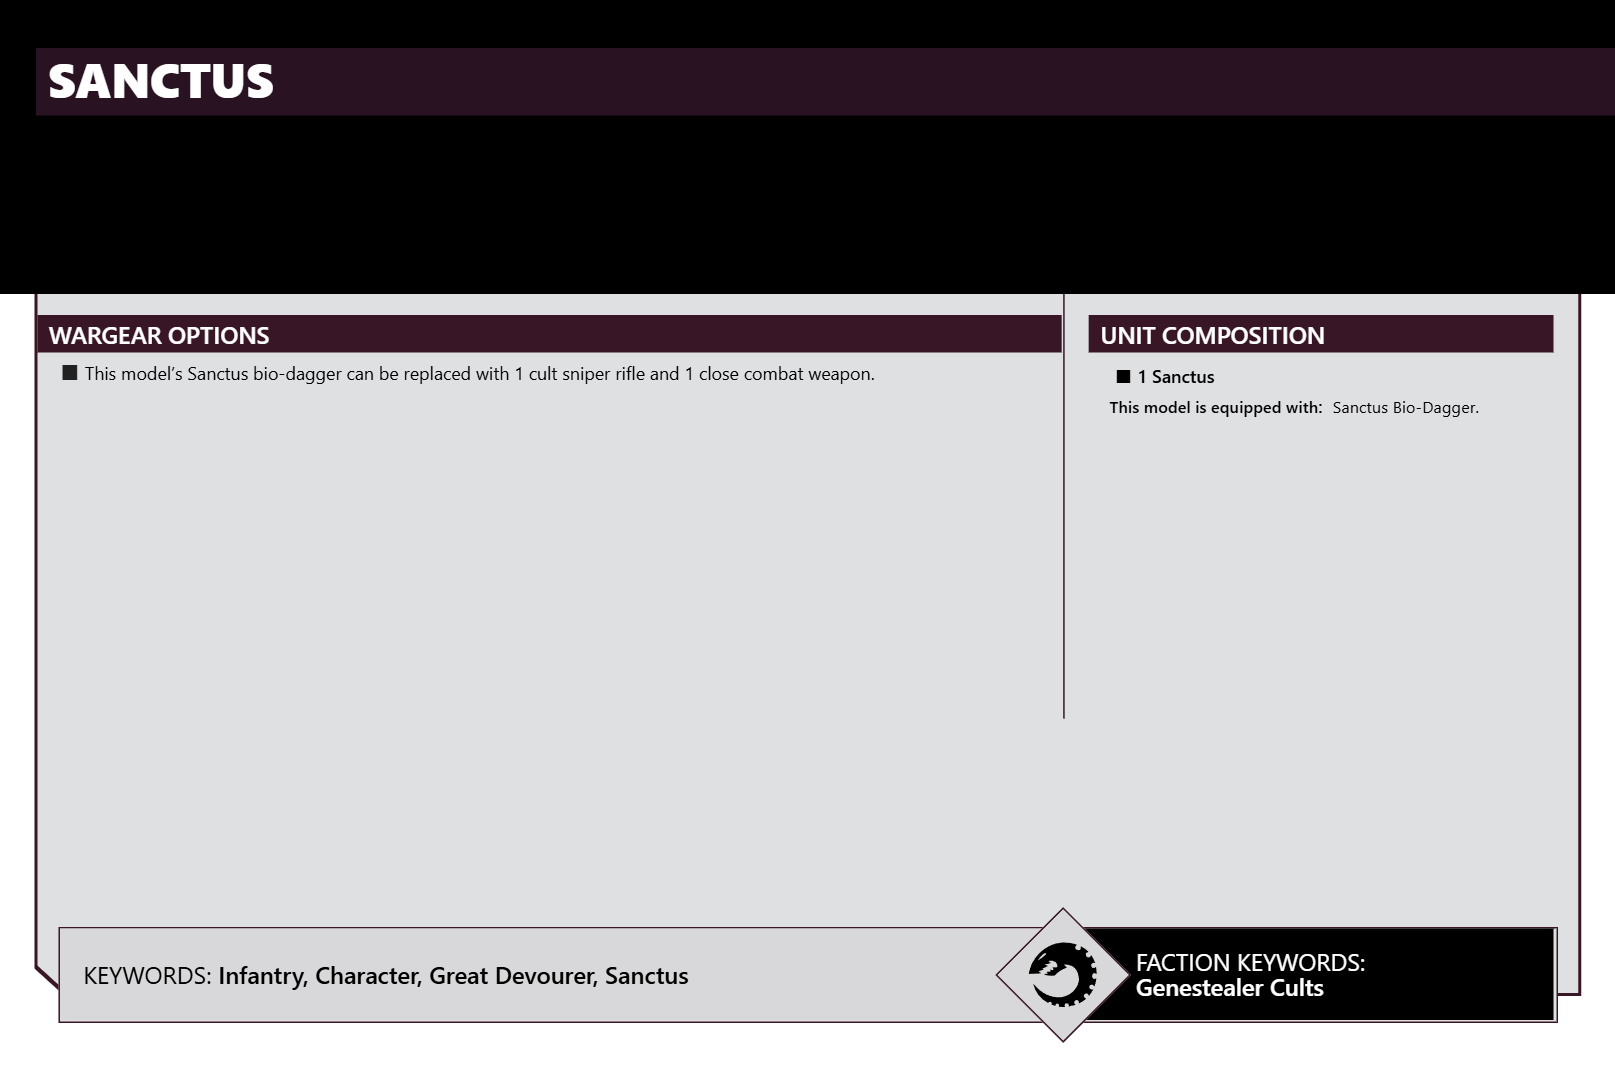 SANCTUS
WARGEAR OPTIONS
■ This model’s Sanctus bio-dagger can be replaced with 1 cult sniper rifle and 1 close combat weapon.
UNIT COMPOSITION
■ 1 Sanctus
This model is equipped with: Sanctus Bio-Dagger.
KEYWORDS: Infantry, Character, Great Devourer, Sanctus
FACTION KEYWORDS:
Genestealer Cults